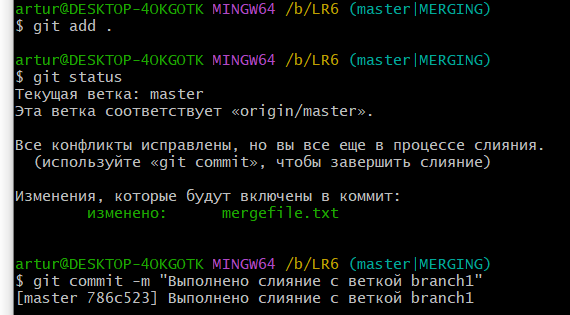 artur@DESKTOP-4OKGOTK MINGW64 /b/LR6 (master|MERGING)
$ git add .
artur@DESKTOP-4OKGOTK MINGW64 /b/LR6 (master|MERGING)
$ git status
Текущая ветка: master
Эта ветка соответствует «origin/master».
Все конфликты исправлены, но вы все еще в процессе слияния.
(используйте «git commit», чтобы завершить слияние)
Изменения, которые будут включены в коммит:
изменено: mergefile.txt
artur@DESKTOP-4OKGOTK MINGW64 /b/LR6 (master|MERGING)
$ git commit -m "Выполнено слияние с веткой branch1"
[master 786c523] Выполнено слияние с веткой branch1